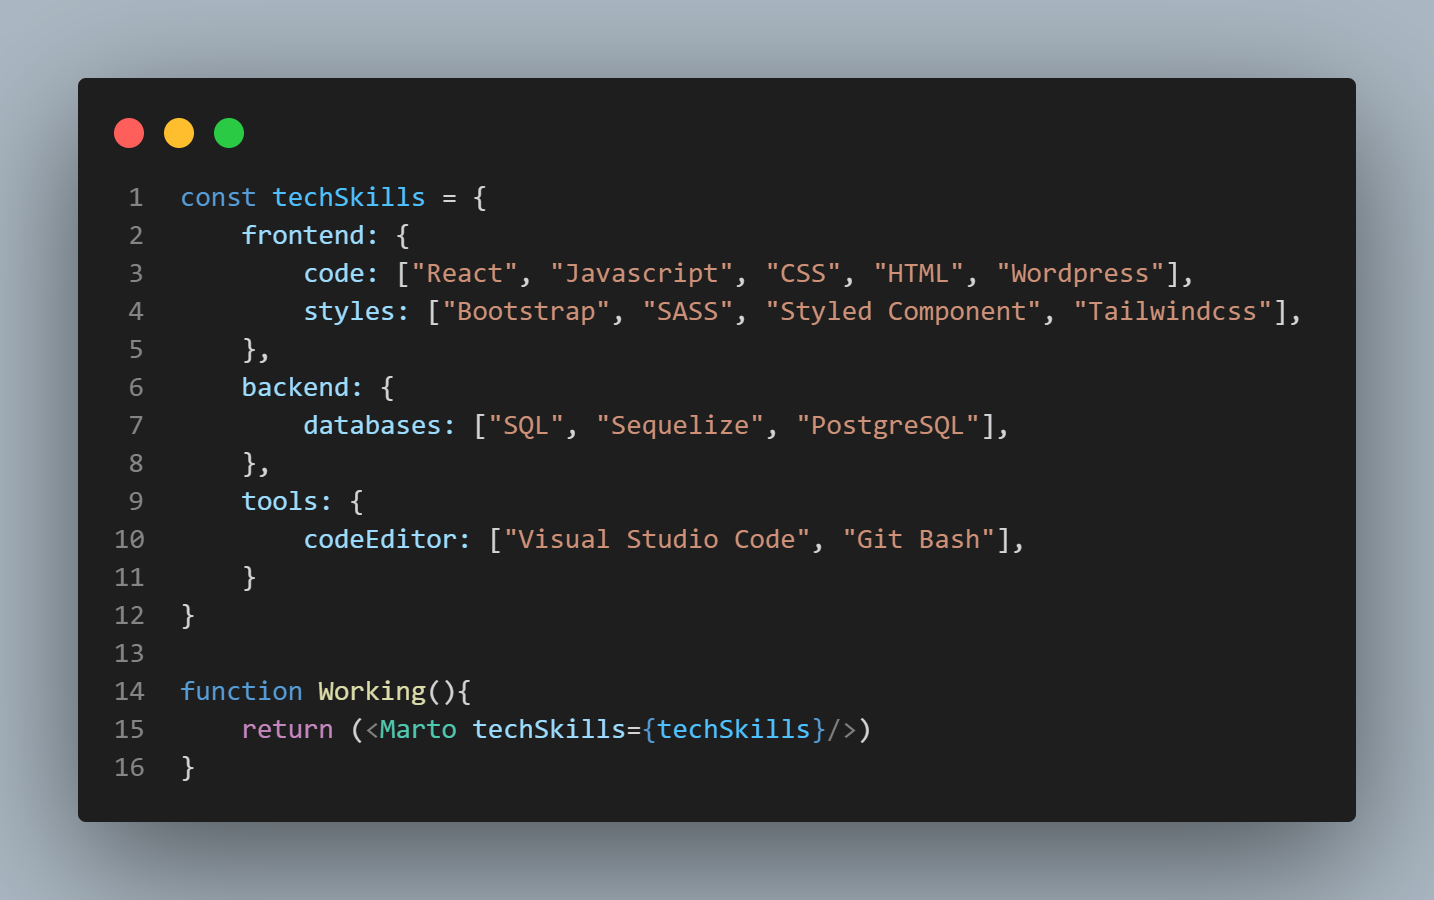 1 const techSkills = {
2     frontend: {
3         code: ["React", "Javascript", "CSS", "HTML", "Wordpress"],
4         styles: ["Bootstrap", "SASS", "Styled Component", "Tailwindcss"],
5     },
6     backend: {
7         databases: ["SQL", "Sequelize", "PostgreSQL"],
8     },
9     tools: {
10         codeEditor: ["Visual Studio Code", "Git Bash"],
11     }
12 }
13
14 function Working(){
15     return (<Marto techSkills={techSkills}/>)
16 }